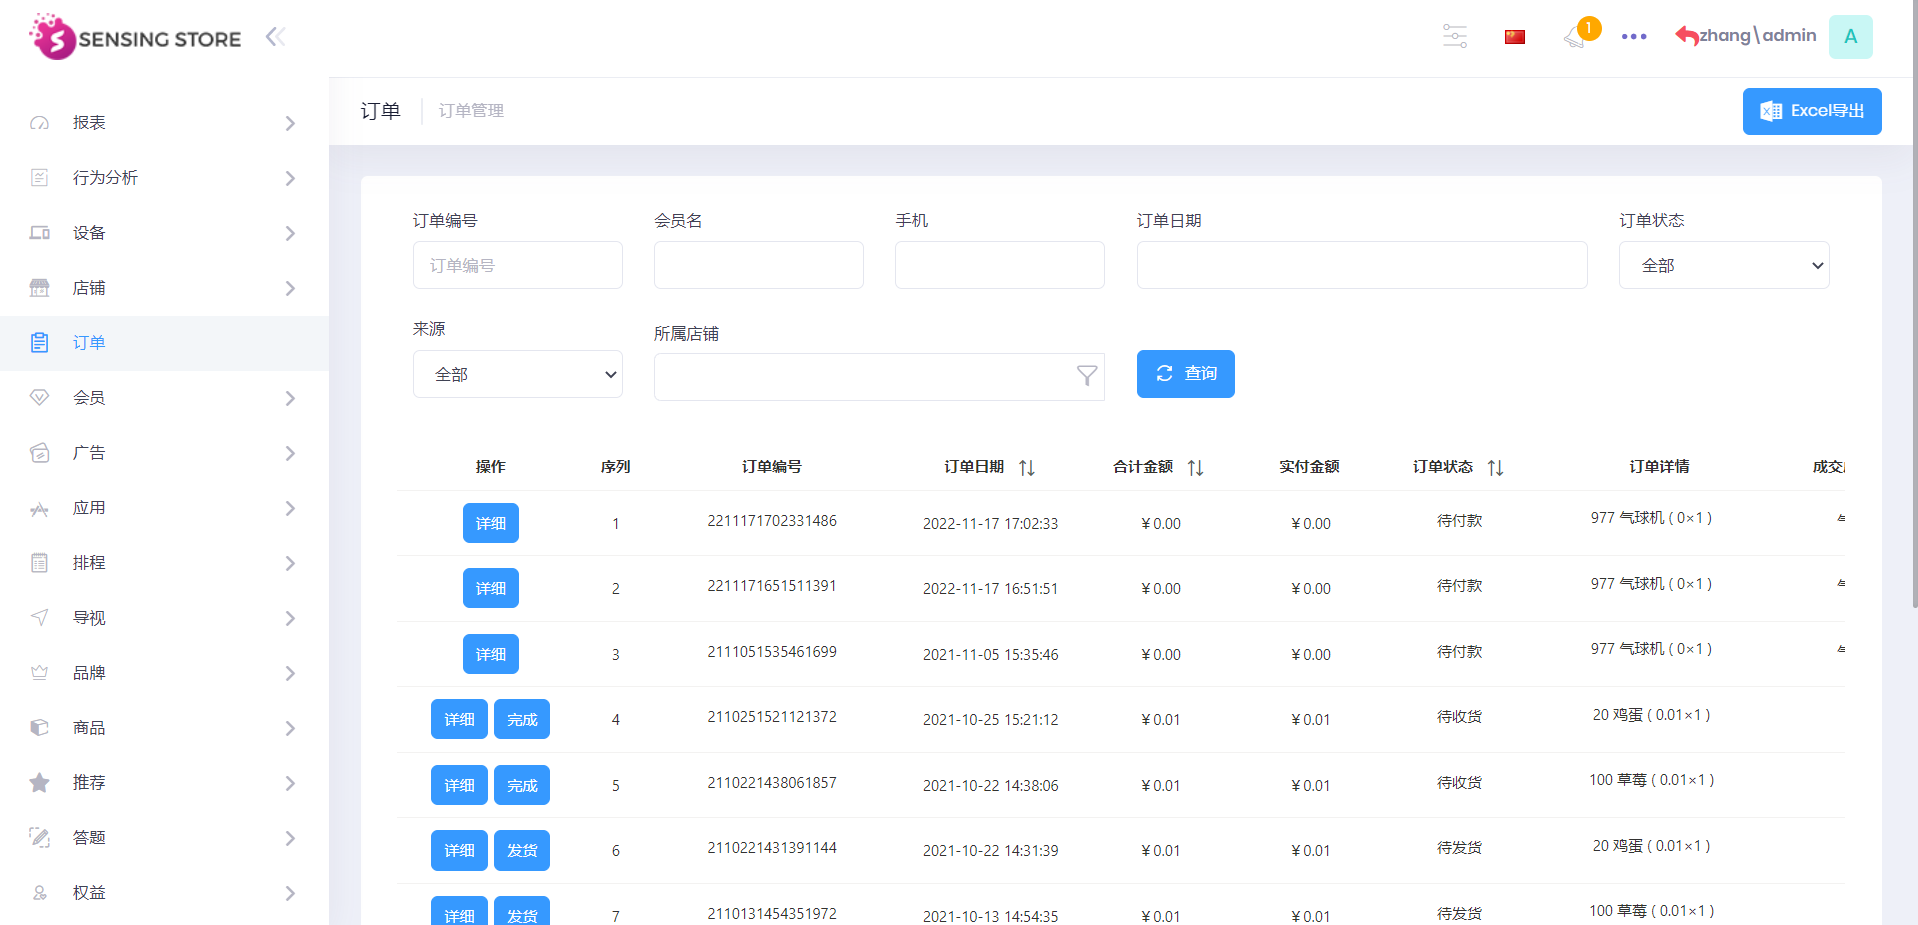 SENSING STORE
1
zhang\admin
A
报表
行为分析
设备
店铺
订单
会员
广告
应用
排程
导视
品牌
商品
推荐
答题
权益
订单
订单管理
Excel导出
订单编号
会员名
手机
订单日期
订单状态
订单编号
全部
来源
所属店铺
全部
查询
操作 序列 订单编号 订单日期 合计金额 实付金额 订单状态 订单详情 成交
详细 1 2211171702331486 2022-11-17 17:02:33 ￥0.00 ￥0.00 待付款 977 气球机 ( 0×1 )
详细 2 2211171651511391 2022-11-17 16:51:51 ￥0.00 ￥0.00 待付款 977 气球机 ( 0×1 )
详细 3 2111051535461699 2021-11-05 15:35:46 ￥0.00 ￥0.00 待付款 977 气球机 ( 0×1 )
详细 完成 4 2110251521121372 2021-10-25 15:21:12 ￥0.01 ￥0.01 待收货 20 鸡蛋 ( 0.01×1 )
详细 完成 5 2110221438061857 2021-10-22 14:38:06 ￥0.01 ￥0.01 待收货 100 草莓 ( 0.01×1 )
详细 发货 6 2110221431391144 2021-10-22 14:31:39 ￥0.01 ￥0.01 待发货 20 鸡蛋 ( 0.01×1 )
详细 发货 7 2110131454351972 2021-10-13 14:54:35 ￥0.01 ￥0.01 待发货 100 草莓 ( 0.01×1 )